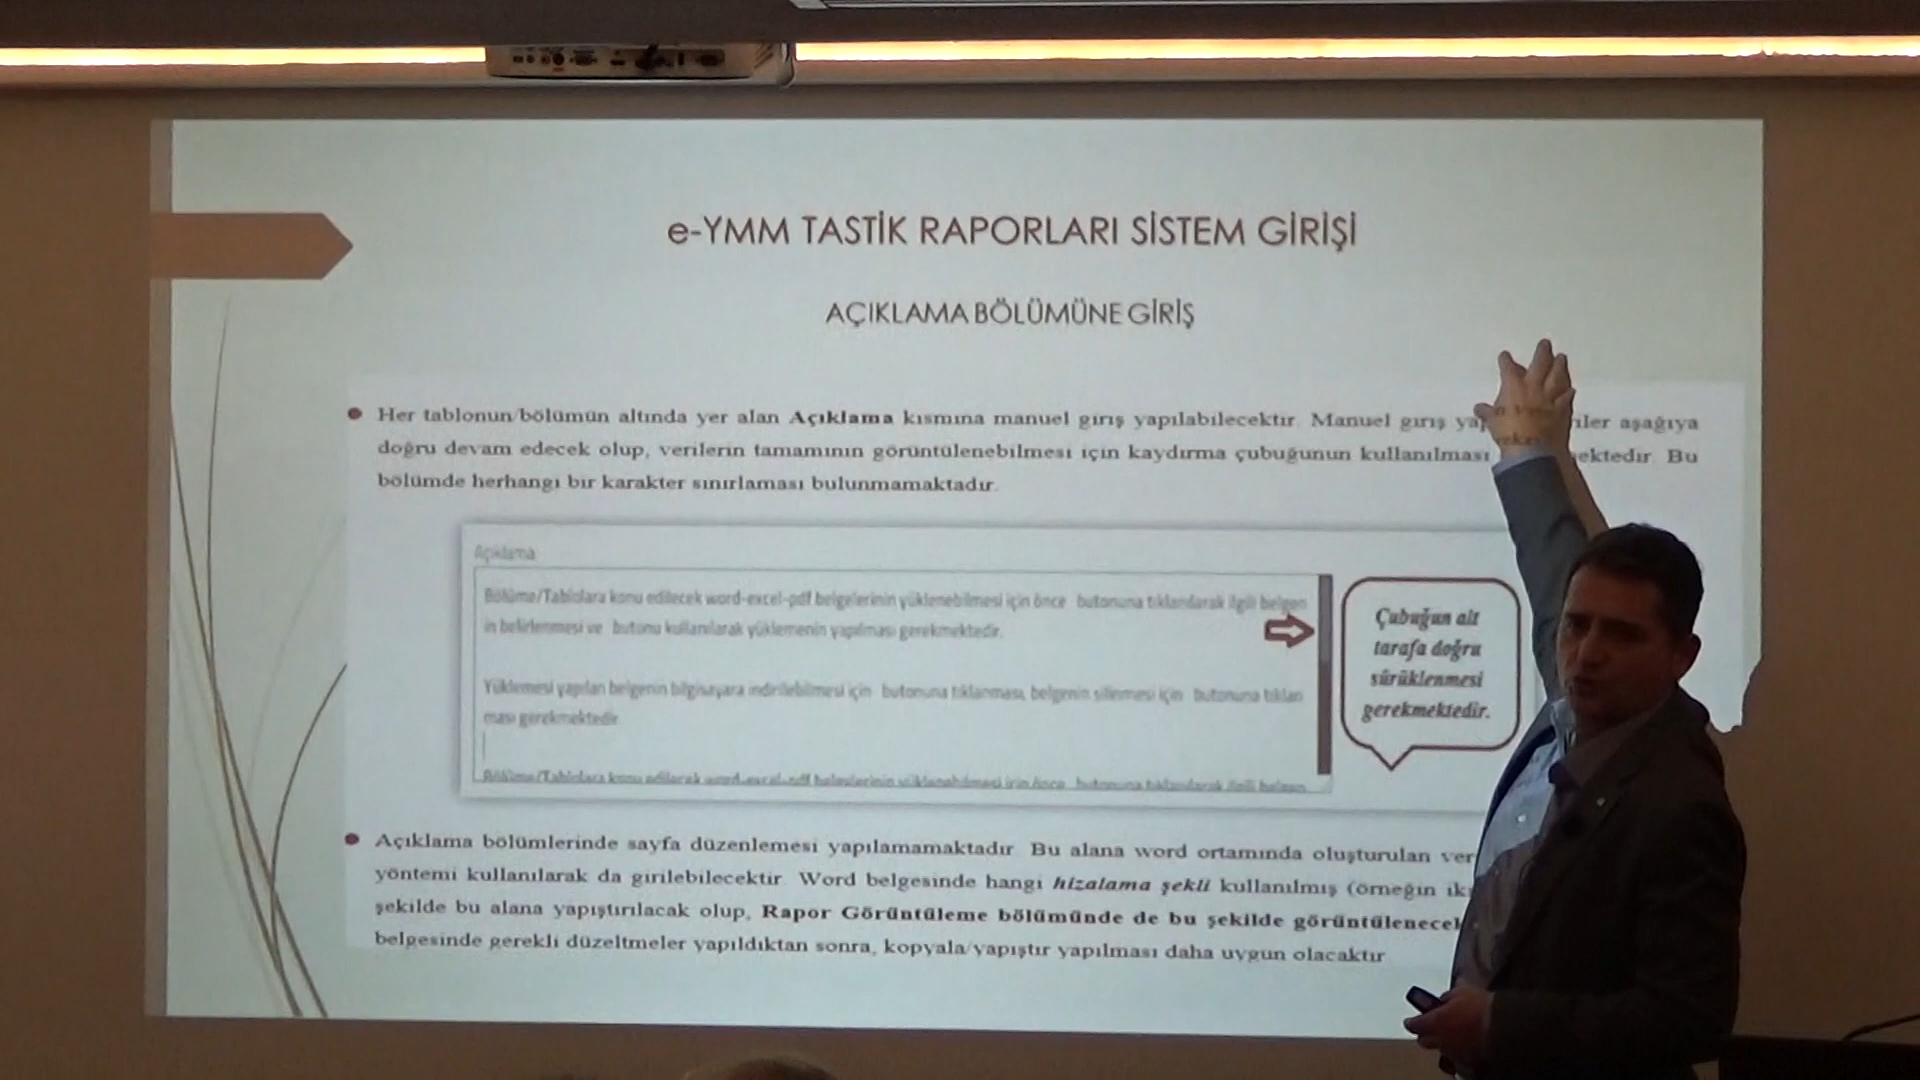 e-YMM TASTİK RAPORLARI SİSTEM GİRİŞİ
AÇIKLAMA BÖLÜMÜNE GİRİŞ
Her tablonun/bölümün altında yer alan Açıklama kısmına manuel giriş yapılabilecektir. Manuel giriş aşağıya
doğru devam edecek olup, verilerin tamamının görüntülenebilmesi için kaydırma çubuğunun kullanılması Bu
bölümde herhangi bir karakter sınırlaması bulunmamaktadır.
Açıklama
Bölüme/Tablolara konu edilecek word-excel-pdf belgelerinin yüklenebilmesi için önce butonuna tıklandarak ilgili belgen
in belirlenmesi ve butonu kullanılarak yüklemenin yapılması gerekmektedir.
Yüklemesi yapılan belgenin bilgisayara indirilebilmesi için butonuna tıklanması, belgenin silinmesi için butonuna tıklan
ması gerekmektedir
Bölüme/Tablolara konu edilecek word-excel-pdf belgelerinin yüklenebilmesi için önce butonuna tıklandarak ilgili belgen
Çubuğun alt
tarafa doğru
sürüklenmesi
gerekmektedir.
Açıklama bölümlerinde sayfa düzenlemesi yapılamamaktadır. Bu alana word ortamında oluşturulan ver
yöntemi kullanılarak da girilebilecektir. Word belgesinde hangi hizalama şekli kullanılmış (örneğin ik
şekilde bu alana yapıştırılacak olup, Rapor Görüntüleme bölümünde de bu şekilde görüntülenecek
belgesinde gerekli düzeltmeler yapıldıktan sonra, kopyala/yapıştır yapılması daha uygun olacaktır